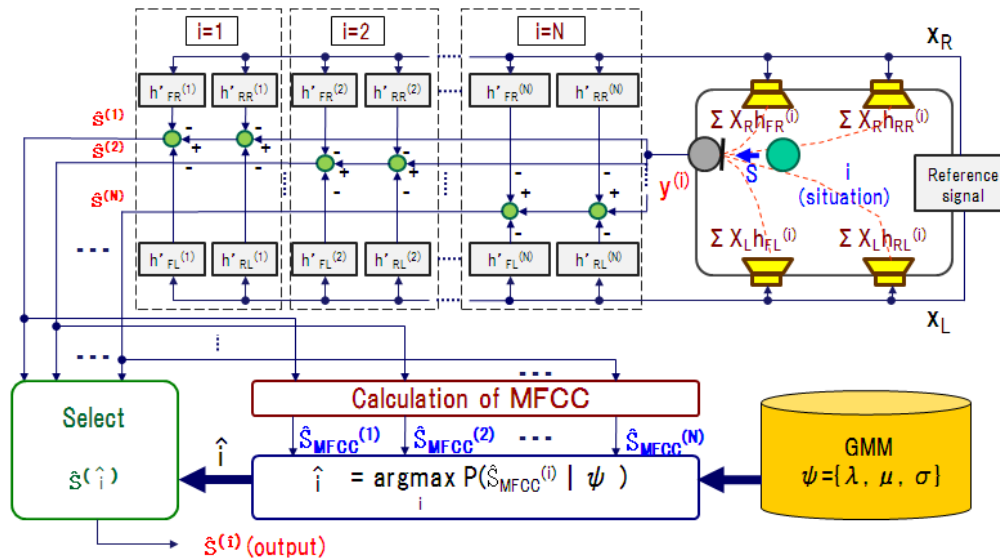 i=1
i=2
i=N
X_R
h'_FR^(1)
h'_RR^(1)
h'_FR^(2)
h'_RR^(2)
h'_FR^(N)
h'_RR^(N)
Σ X_R h_FR^(i)
Σ X_R h_RR^(i)
ŝ^(1)
- - + -
ŝ^(2)
- - + -
ŝ^(N)
- - + -
y^(i)
S
i
(situation)
Reference
signal
Σ X_L h_FL^(i)
Σ X_L h_RL^(i)
h'_FL^(1)
h'_RL^(1)
h'_FL^(2)
h'_RL^(2)
h'_FL^(N)
h'_RL^(N)
X_L
Select
ŝ^(î)
Calculation of MFCC
Ŝ_MFCC^(1)
Ŝ_MFCC^(2)
Ŝ_MFCC^(N)
î
î = argmax P(Ŝ_MFCC^(i) | ψ )
i
GMM
ψ={λ, μ, σ}
ŝ^(î) (output)